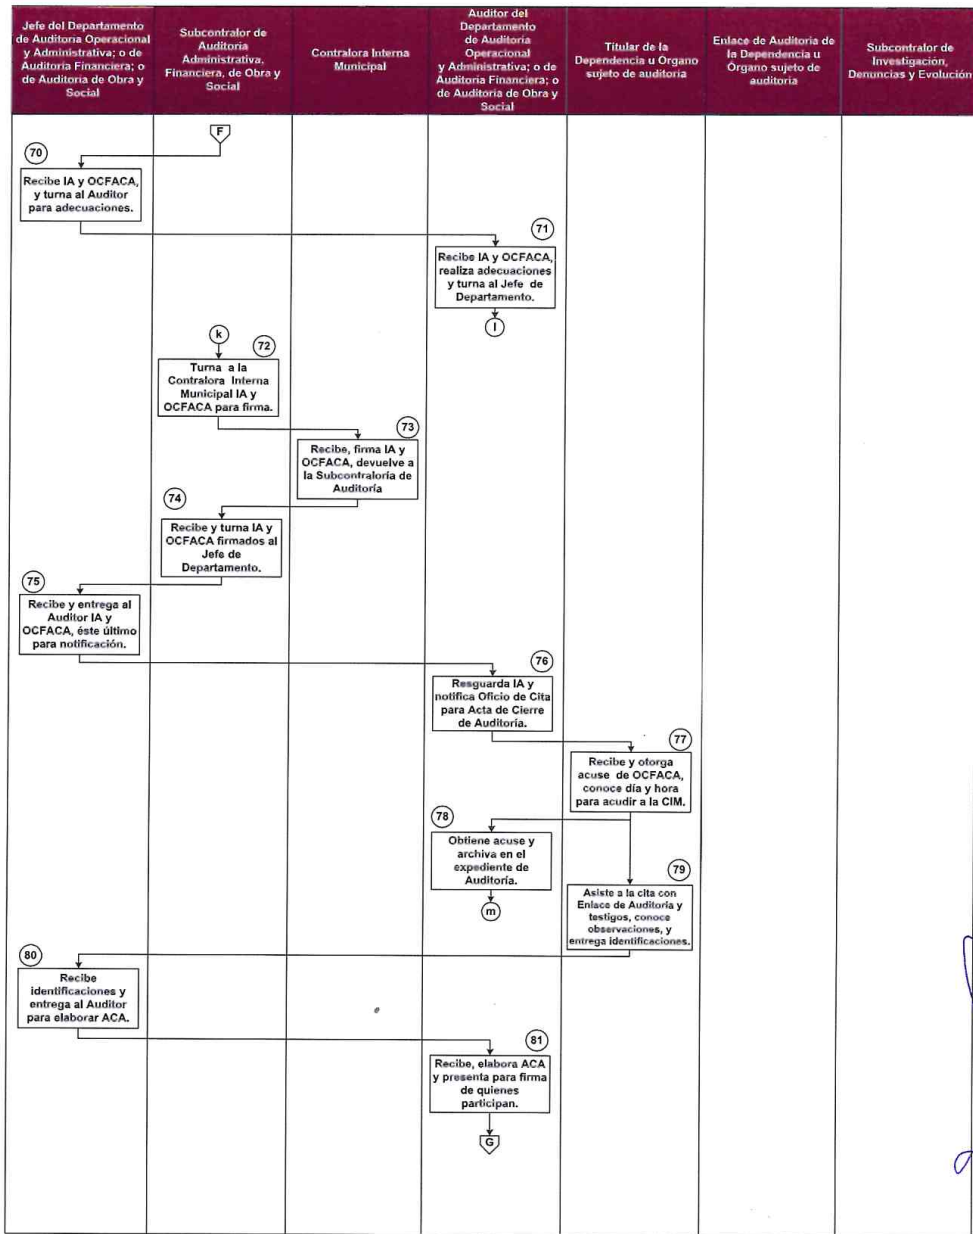 Jefe del Departamento
de Auditoría Operacional
y Administrativa; o de
Auditoría Financiera; o
de Auditoría de Obra y
Social
Subcontralor de
Auditoría
Administrativa,
Financiera, de Obra y
Social
Contralora Interna
Municipal
Auditor del
Departamento
de Auditoría
Operacional
y Administrativa; o de
Auditoría Financiera; o
de Auditoría de Obra y
Social
Titular de la
Dependencia u Órgano
sujeto de auditoría
Enlace de Auditoría de
la Dependencia u
Órgano sujeto de
auditoría
Subcontralor de
Investigación,
Denuncias y Evolución
F
70
Recibe IA y OCFACA,
y turna al Auditor
para adecuaciones.
71
Recibe IA y OCFACA,
realiza adecuaciones
y turna al Jefe de
Departamento.
l
k
72
Turna a la
Contralora Interna
Municipal IA y
OCFACA para firma.
73
Recibe, firma IA y
OCFACA, devuelve a
la Subcontraloría de
Auditoría
74
Recibe y turna IA y
OCFACA firmados al
Jefe de
Departamento.
75
Recibe y entrega al
Auditor IA y
OCFACA, éste último
para notificación.
76
Resguarda IA y
notifica Oficio de Cita
para Acta de Cierre
de Auditoría.
77
Recibe y otorga
acuse de OCFACA,
conoce día y hora
para acudir a la CIM.
78
Obtiene acuse y
archiva en el
expediente de
Auditoría.
m
79
Asiste a la cita con
Enlace de Auditoría y
testigos, conoce
observaciones, y
entrega identificaciones.
80
Recibe
identificaciones y
entrega al Auditor
para elaborar ACA.
81
Recibe, elabora ACA
y presenta para firma
de quienes
participan.
G